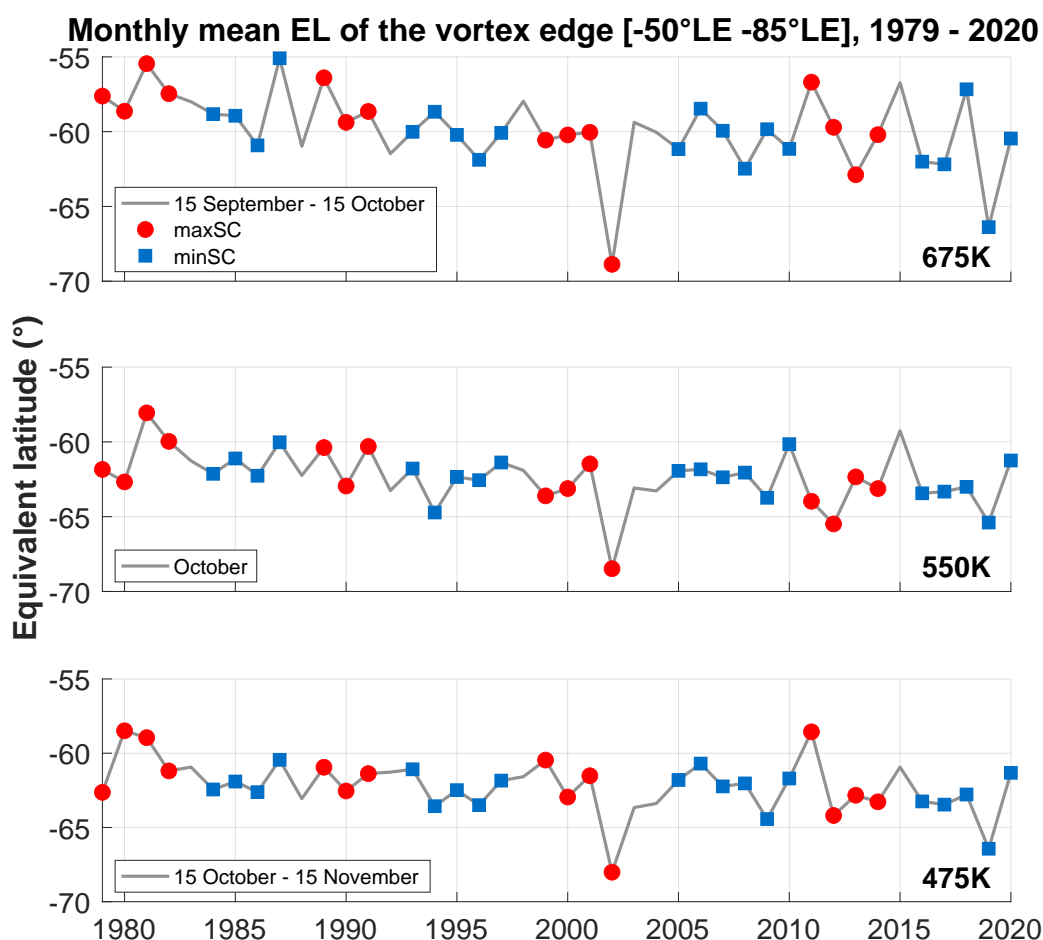 Monthly mean EL of the vortex edge [-50°LE -85°LE], 1979 - 2020
-55
-60
-65
-70
15 September - 15 October
maxSC
minSC
675K
Equivalent latitude (°)
-55
-60
-65
-70
October
550K
-55
-60
-65
-70
15 October - 15 November
475K
1980 1985 1990 1995 2000 2005 2010 2015 2020